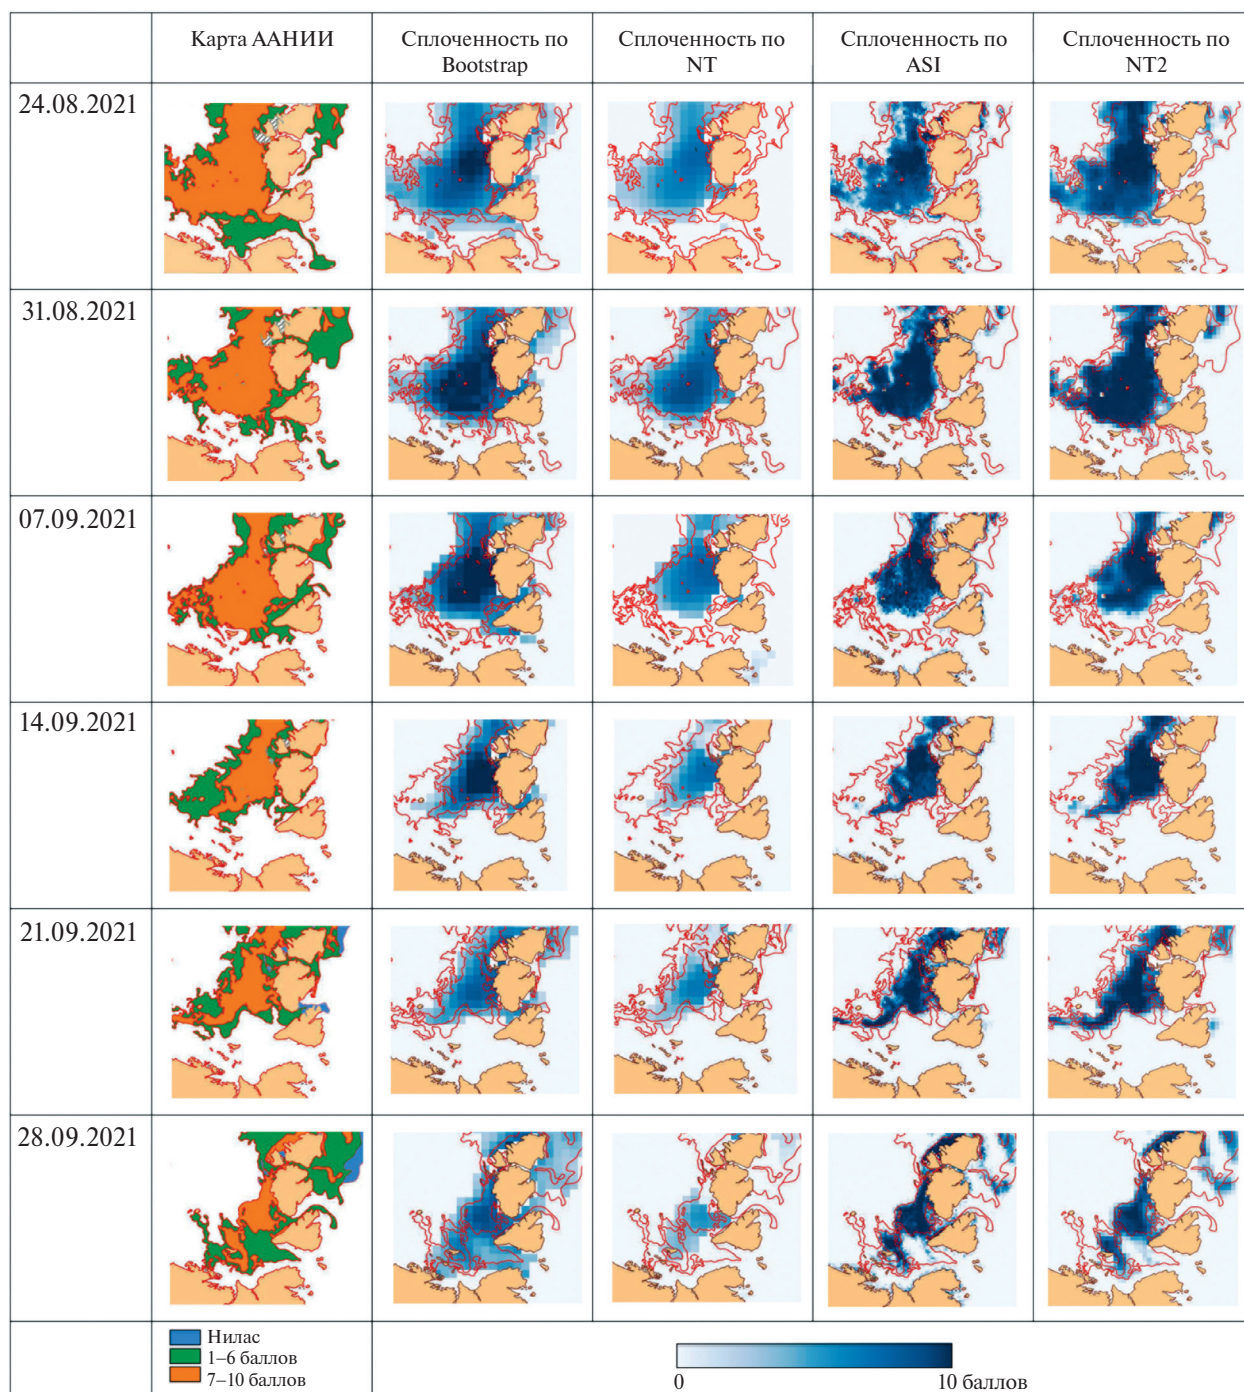 Карта ААНИИ
Сплоченность по
Bootstrap
Сплоченность по
NT
Сплоченность по
ASI
Сплоченность по
NT2
24.08.2021
31.08.2021
07.09.2021
14.09.2021
21.09.2021
28.09.2021
Нилас
1–6 баллов
7–10 баллов
0
10 баллов